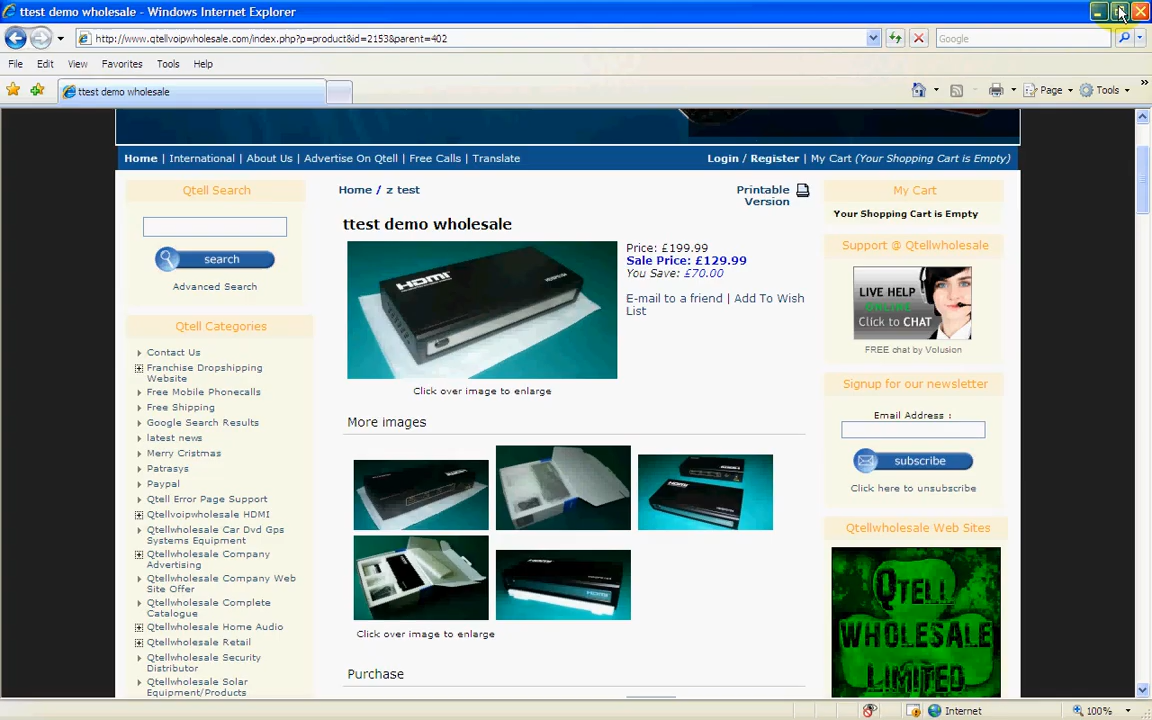 ttest demo wholesale - Windows Internet Explorer
http://www.qtellvoipwholesale.com/index.php?p=product&id=2153&parent=402
Google
File Edit View Favorites Tools Help
ttest demo wholesale
Page Tools
Home | International | About Us | Advertise On Qtell | Free Calls | Translate
Login / Register | My Cart (Your Shopping Cart is Empty)
Qtell Search
search
Advanced Search
Qtell Categories
Contact Us
Franchise Dropshipping
Website
Free Mobile Phonecalls
Free Shipping
Google Search Results
latest news
Merry Cristmas
Patrasys
Paypal
Qtell Error Page Support
Qtellvoipwholesale HDMI
Qtellwholesale Car Dvd Gps
Systems Equipment
Qtellwholesale Company
Advertising
Qtellwholesale Company Web
Site Offer
Qtellwholesale Complete
Catalogue
Qtellwholesale Home Audio
Qtellwholesale Retail
Qtellwholesale Security
Distributor
Qtellwholesale Solar
Equipment/Products
Home / z test
Printable
Version
ttest demo wholesale
HDMI
Price: £199.99
Sale Price: £129.99
You Save: £70.00
E-mail to a friend | Add To Wish
List
Click over image to enlarge
More images
Click over image to enlarge
Purchase
My Cart
Your Shopping Cart is Empty
Support @ Qtellwholesale
LIVE HELP
ONLINE
Click to CHAT
FREE chat by Volusion
Signup for our newsletter
Email Address :
subscribe
Click here to unsubscribe
Qtellwholesale Web Sites
QTELL
WHOLESALE
LIMITED
Internet
100%